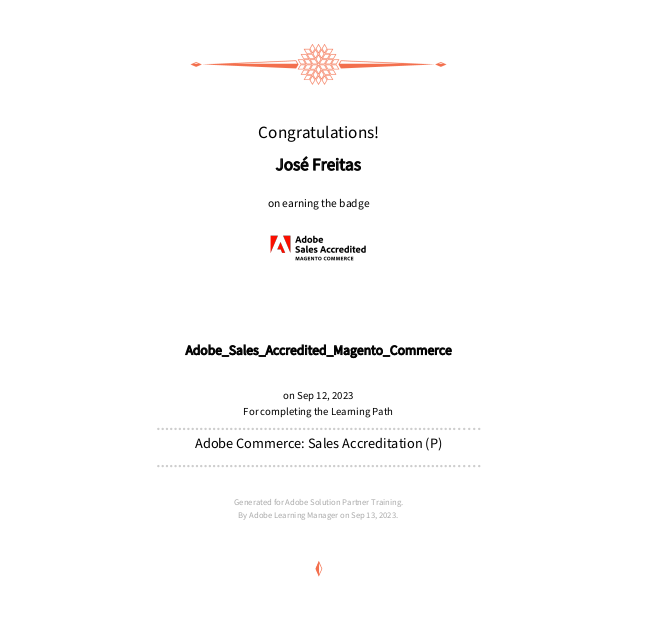 Congratulations!
José Freitas
on earning the badge
Adobe
Sales Accredited
MAGENTO COMMERCE
Adobe_Sales_Accredited_Magento_Commerce
on Sep 12, 2023
For completing the Learning Path
Adobe Commerce: Sales Accreditation (P)
Generated for Adobe Solution Partner Training.
By Adobe Learning Manager on Sep 13, 2023.